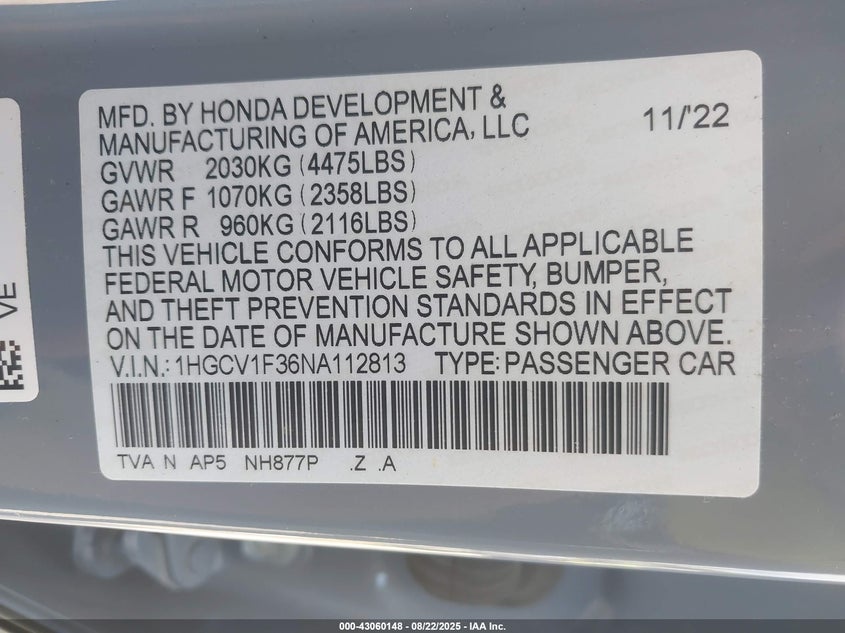 MFD. BY HONDA DEVELOPMENT &
MANUFACTURING OF AMERICA, LLC 11/'22
GVWR 2030KG (4475LBS)
GAWR F 1070KG (2358LBS)
GAWR R 960KG (2116LBS)
THIS VEHICLE CONFORMS TO ALL APPLICABLE
FEDERAL MOTOR VEHICLE SAFETY, BUMPER,
AND THEFT PREVENTION STANDARDS IN EFFECT
ON THE DATE OF MANUFACTURE SHOWN ABOVE.
V.I.N.: 1HGCV1F36NA112813 TYPE: PASSENGER CAR
TVA N AP5 NH877P .Z .A
VE
000-43060148 - 08/22/2025 - IAA Inc.